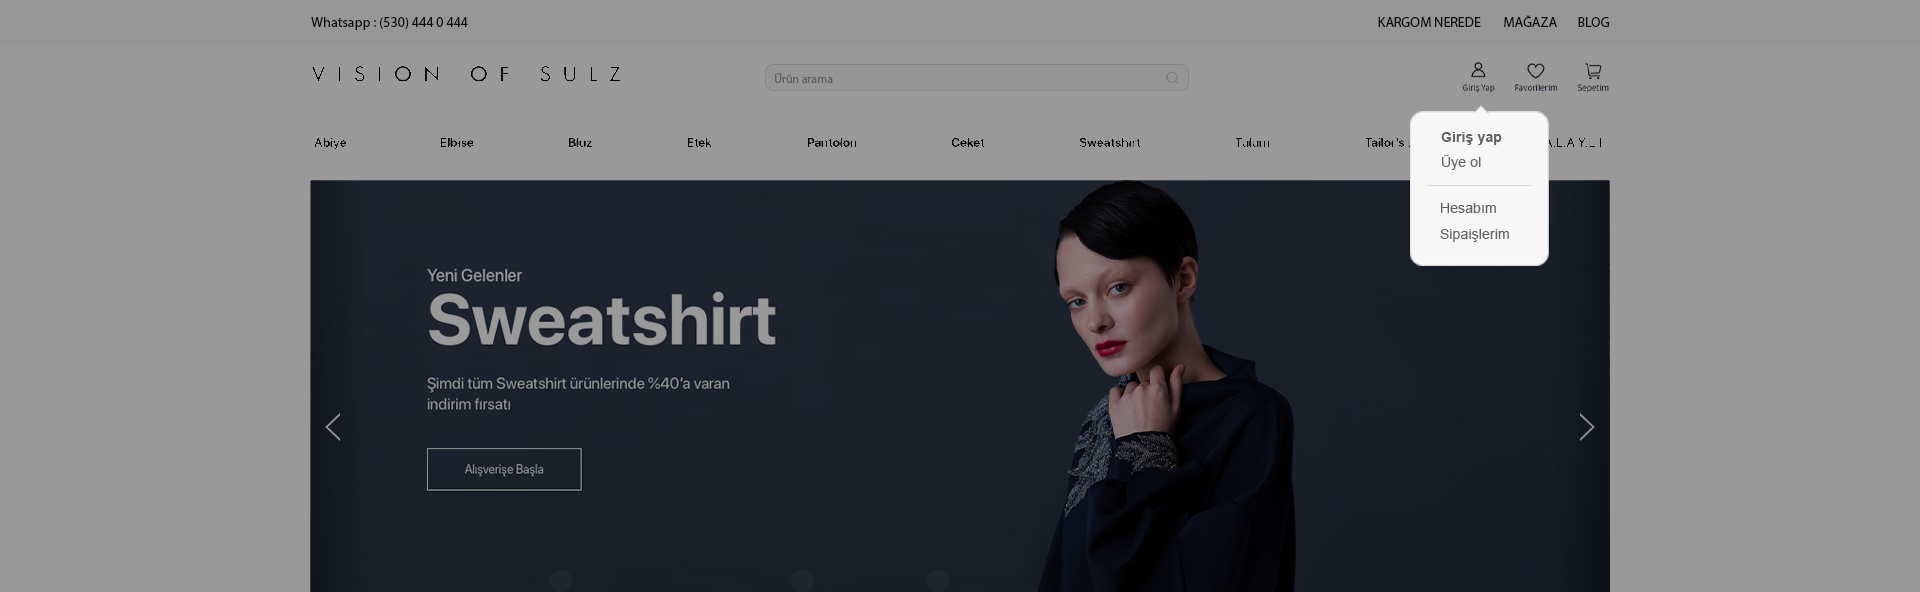 Whatsapp : (530) 444 0 444
KARGOM NEREDE MAĞAZA BLOG
VISION OF SULZ
Ürün arama
Giriş Yap Favorilerim Sepetim
Abiye Elbise Bluz Etek Pantolon Ceket Sweatshirt Tulum Tailor's A.L.A.Y.L.I
Giriş yap
Üye ol
Hesabım
Sipaişlerim
Yeni Gelenler
Sweatshirt
Şimdi tüm Sweatshirt ürünlerinde %40'a varan
indirim fırsatı
Alışverişe Başla